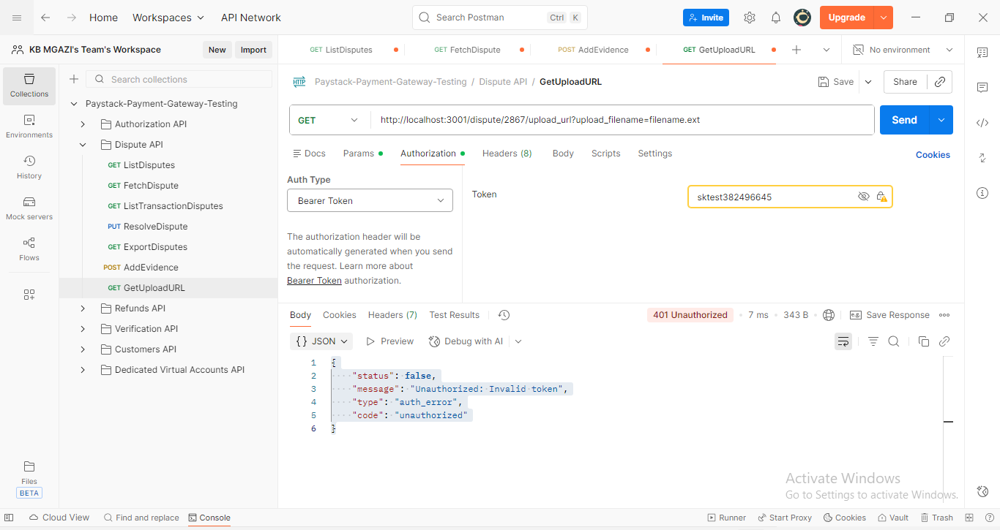 Home Workspaces API Network Search Postman Ctrl K Invite Upgrade
KB MGAZI's Team's Workspace New Import
GET ListDisputes GET FetchDispute POST AddEvidence GET GetUploadURL No environment
Collections
Environments
History
Mock servers
Flows
Files
BETA
Search collections
Paystack-Payment-Gateway-Testing
Authorization API
Dispute API
GET ListDisputes
GET FetchDispute
GET ListTransactionDisputes
PUT ResolveDispute
GET ExportDisputes
POST AddEvidence
GET GetUploadURL
Refunds API
Verification API
Customers API
Dedicated Virtual Accounts API
HTTP Paystack-Payment-Gateway-Testing / Dispute API / GetUploadURL Save Share
GET http://localhost:3001/dispute/2867/upload_url?upload_filename=filename.ext Send
Docs Params Authorization Headers (8) Body Scripts Settings Cookies
Auth Type
Bearer Token
The authorization header will be
automatically generated when you send
the request. Learn more about
Bearer Token authorization.
Token sktest382496645
Body Cookies Headers (7) Test Results 401 Unauthorized 7 ms 343 B e.g. Save Response
{} JSON Preview Debug with AI
1 {
2 "status": false,
3 "message": "Unauthorized: Invalid token",
4 "type": "auth_error",
5 "code": "unauthorized"
6 }
Activate Windows
Go to Settings to activate Windows.
Cloud View Find and replace Console Runner Start Proxy Cookies Vault Trash